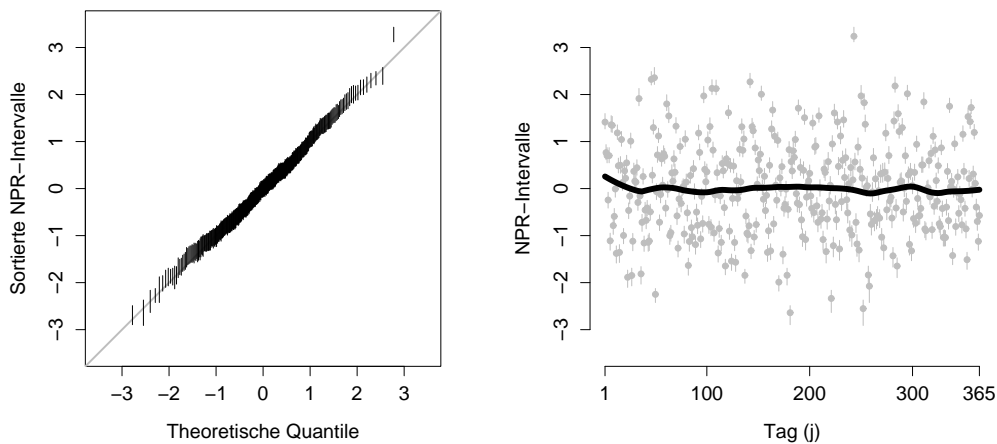 3
2
1
0
−1
−2
−3
Sortierte NPR−Intervalle
−3 −2 −1 0 1 2 3
Theoretische Quantile
3
2
1
0
−1
−2
−3
NPR−Intervalle
1 100 200 300 365
Tag (j)